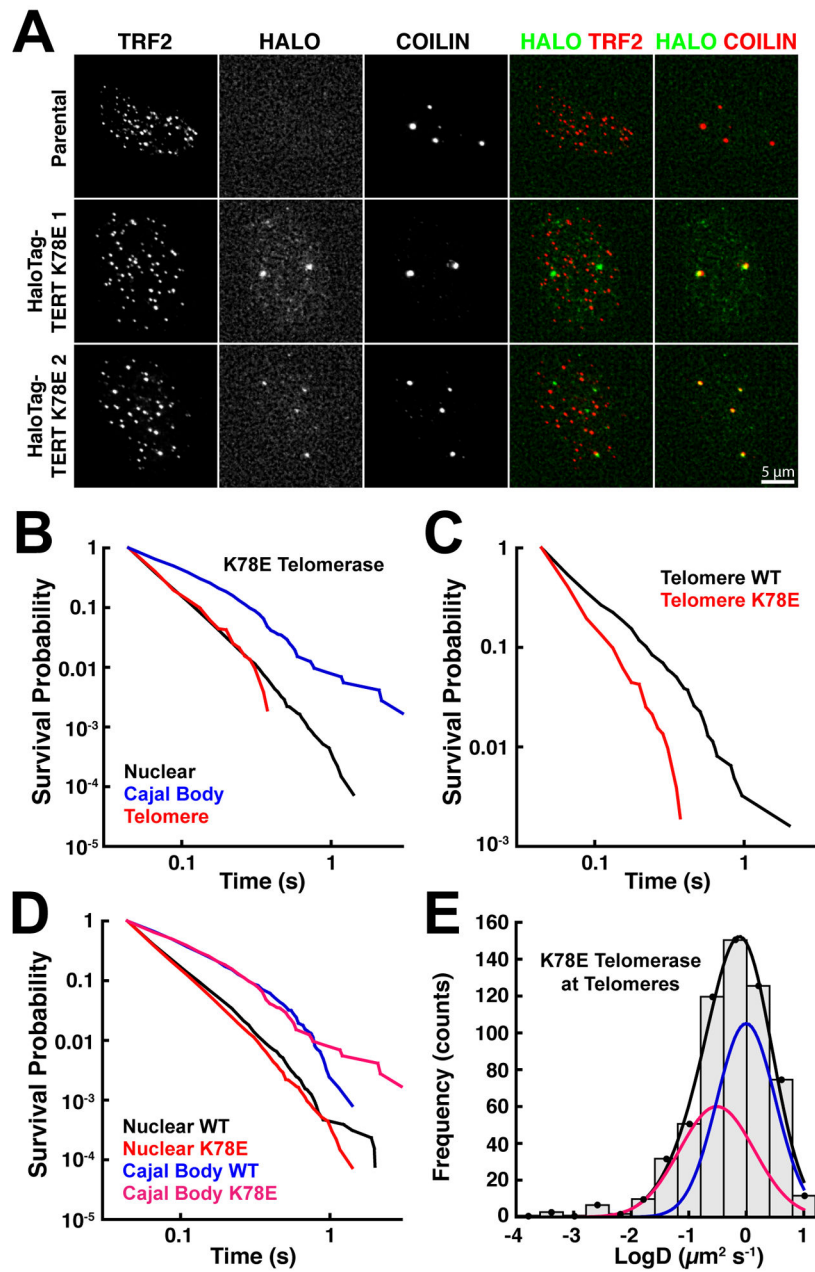 A
TRF2 HALO COILIN HALO TRF2 HALO COILIN
Parental
HaloTag-
TERT K78E 1
HaloTag-
TERT K78E 2
5 µm
B
Survival Probability
1
0.1
0.01
10-3
10-4
10-5
K78E Telomerase
Nuclear
Cajal Body
Telomere
0.1 1
Time (s)
C
Survival Probability
1
0.1
0.01
10-3
Telomere WT
Telomere K78E
0.1 1
Time (s)
D
Survival Probability
1
0.1
0.01
10-3
10-4
10-5
Nuclear WT
Nuclear K78E
Cajal Body WT
Cajal Body K78E
0.1 1
Time (s)
E
Frequency (counts)
160
140
120
100
80
60
40
20
0
K78E Telomerase
at Telomeres
-4 -3 -2 -1 0 1
LogD (µm2 s-1)